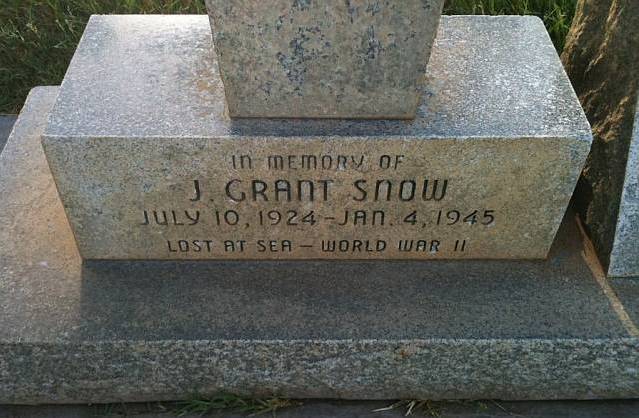 IN MEMORY OF
J. GRANT SNOW
JULY 10, 1924 - JAN. 4, 1945
LOST AT SEA — WORLD WAR II